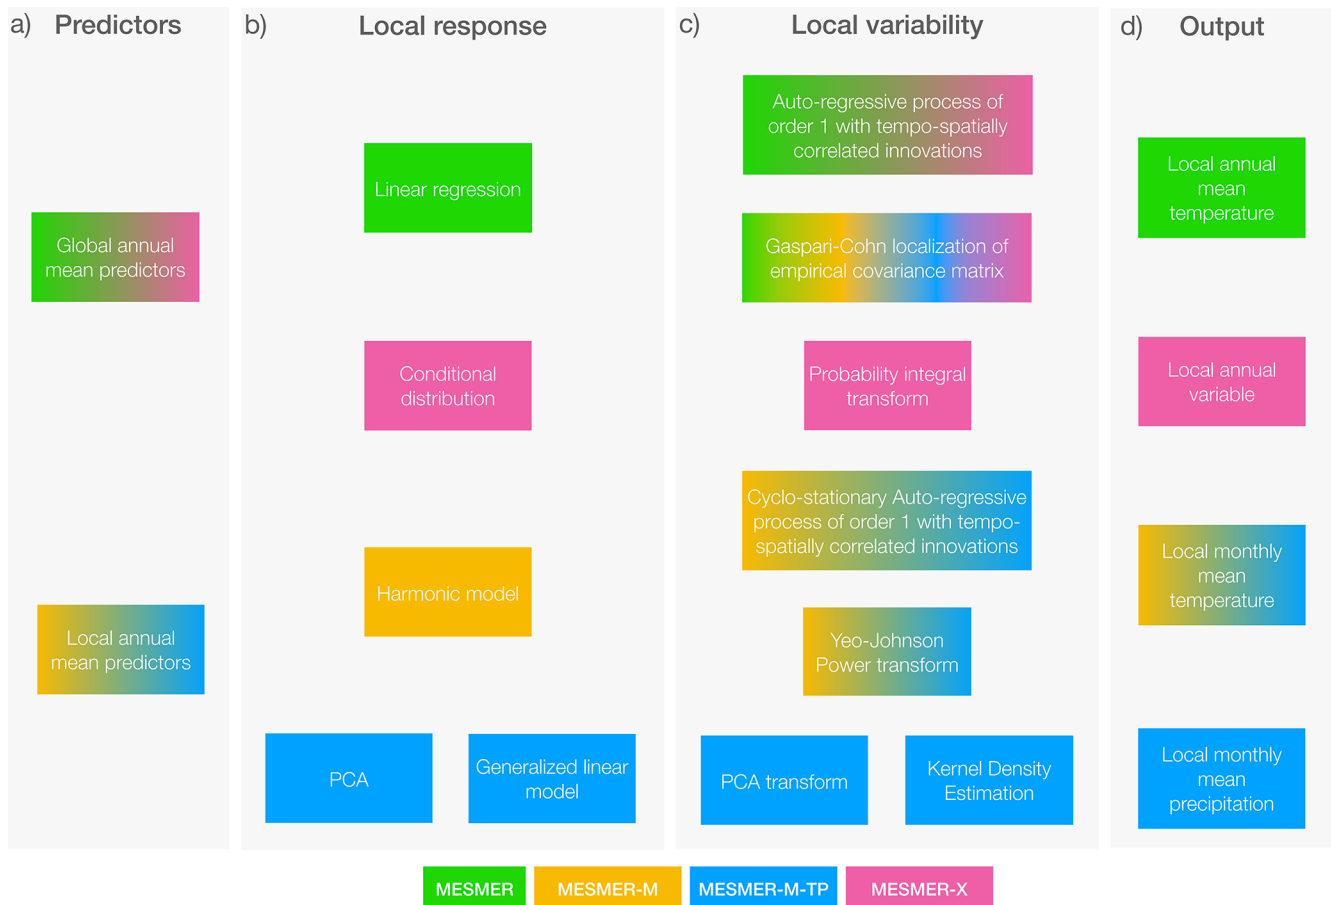 a) Predictors
Global annual
mean predictors
Local annual
mean predictors
b) Local response
Linear regression
Conditional
distribution
Harmonic model
PCA
Generalized linear
model
c) Local variability
Auto-regressive process of
order 1 with tempo-spatially
correlated innovations
Gaspari-Cohn localization of
empirical covariance matrix
Probability integral
transform
Cyclo-stationary Auto-regressive
process of order 1 with tempo-
spatially correlated innovations
Yeo-Johnson
Power transform
PCA transform
Kernel Density
Estimation
d) Output
Local annual
mean
temperature
Local annual
variable
Local monthly
mean
temperature
Local monthly
mean
precipitation
MESMER
MESMER-M
MESMER-M-TP
MESMER-X